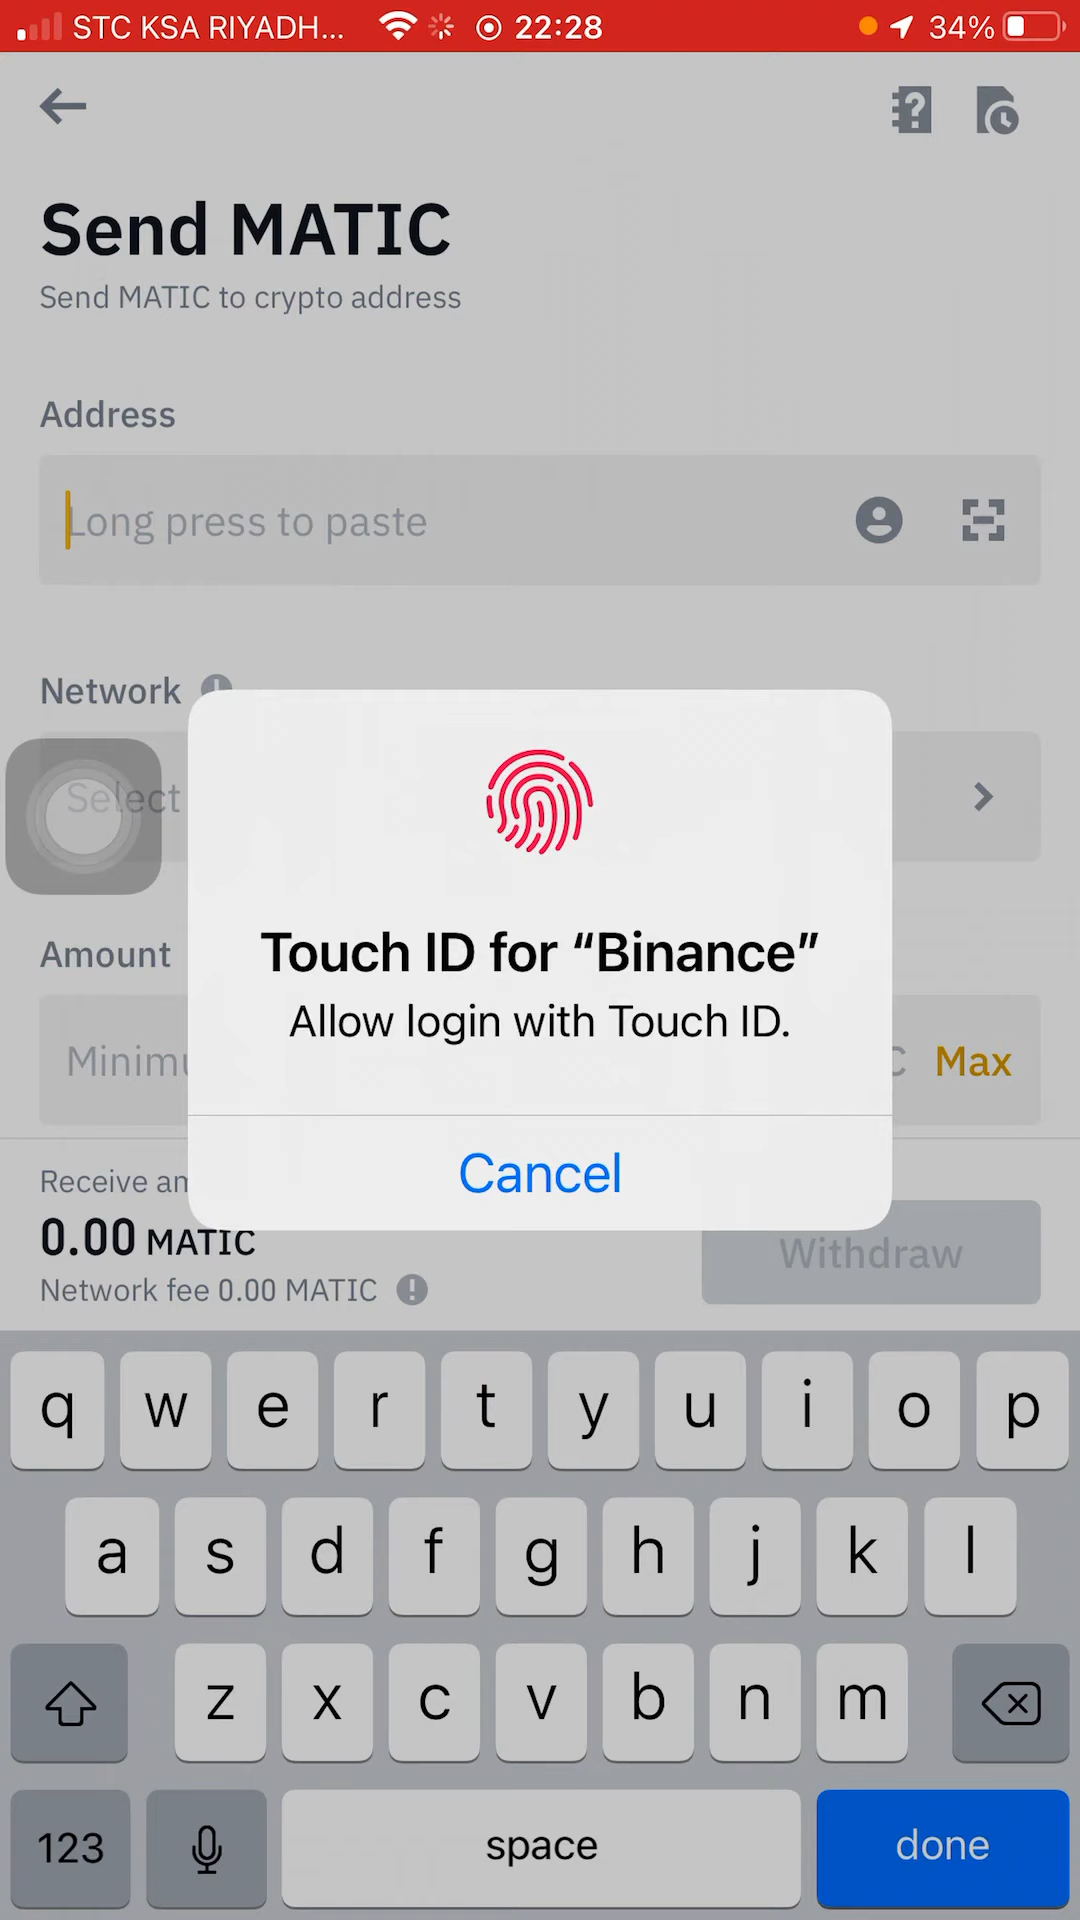 STC KSA RIYADH... 22:28 34%
Send MATIC
Send MATIC to crypto address
Address
Long press to paste
Network
Select
Touch ID for “Binance”
Allow login with Touch ID.
Amount
Max
Cancel
Receive
0.00 MATIC
Network fee 0.00 MATIC
Withdraw
q w e r t y u i o p
a s d f g h j k l
z x c v b n m
123 space done